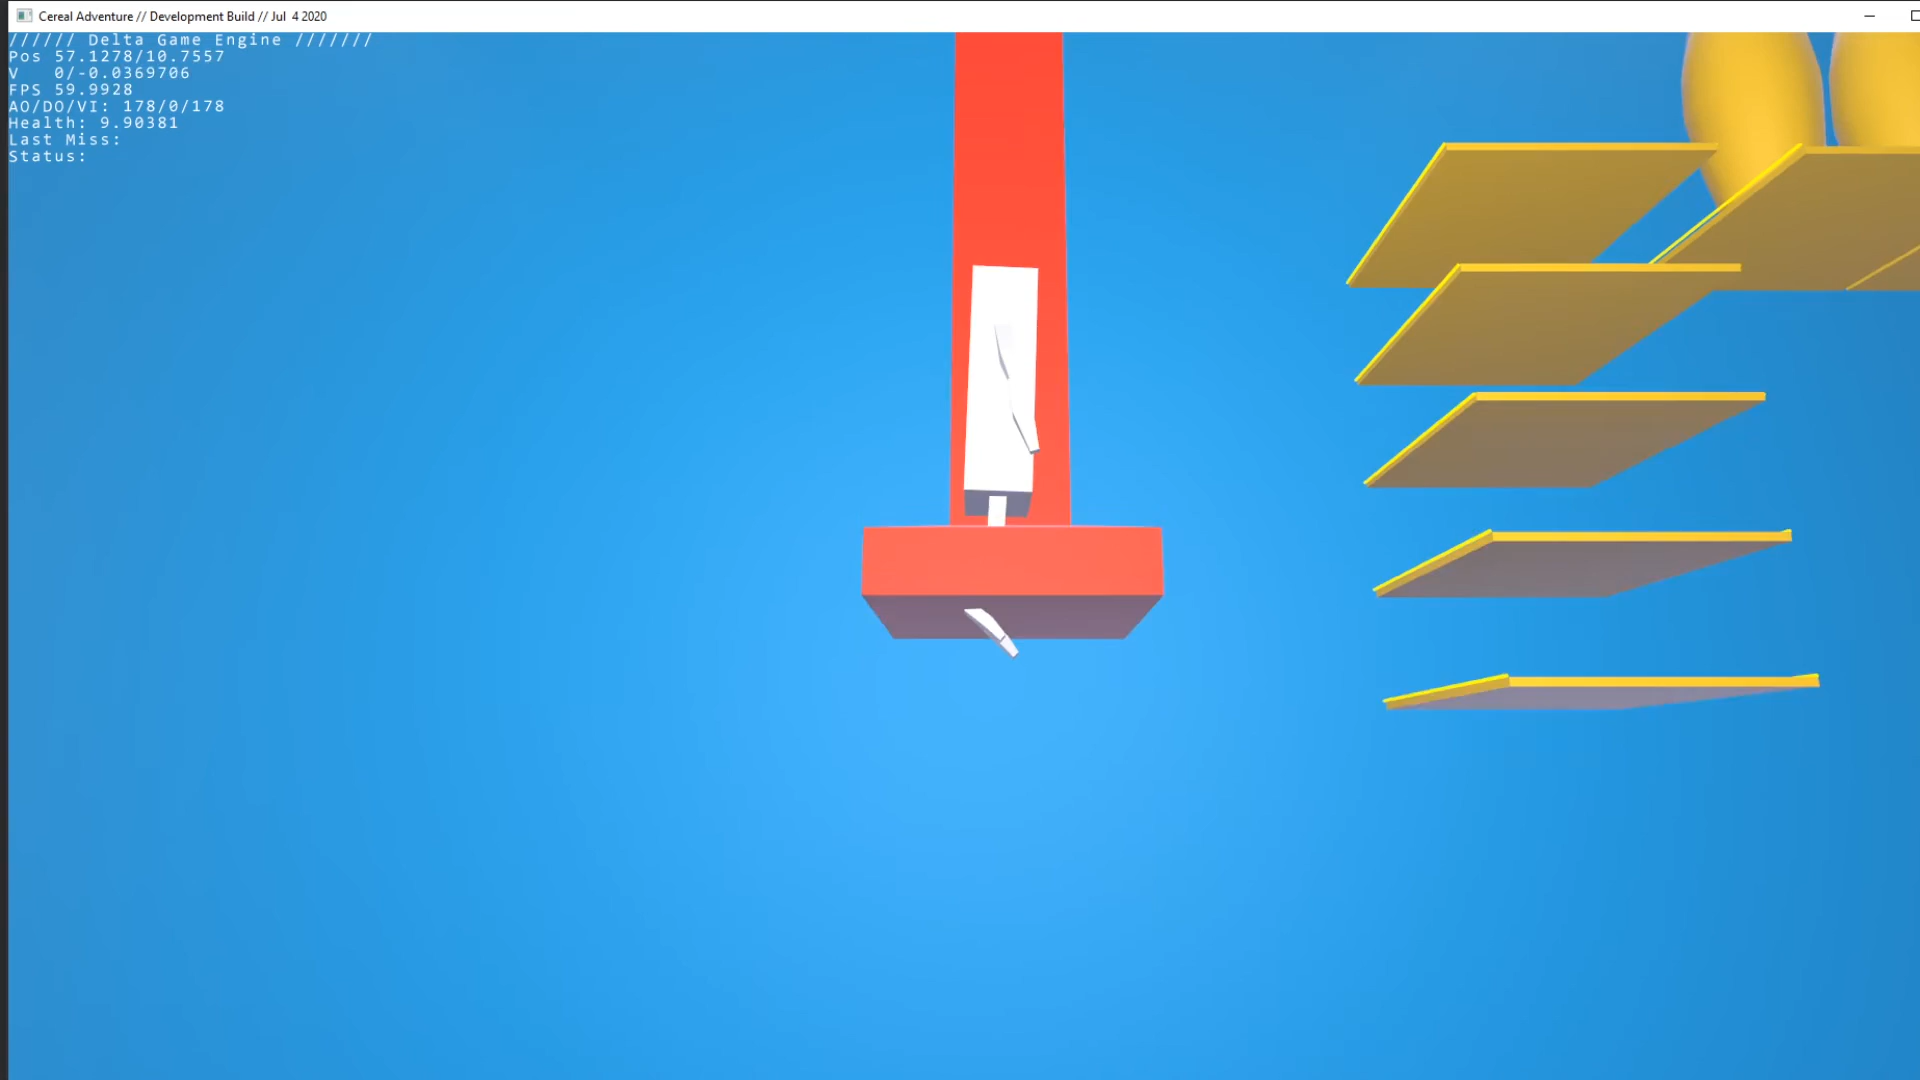 Cereal Adventure // Development Build // Jul  4 2020
////// Delta Game Engine ///////
Pos 57.1278/10.7557
V   0/-0.0369706
FPS 59.9928
AO/DO/VI: 178/0/178
Health: 9.90381
Last Miss:
Status: